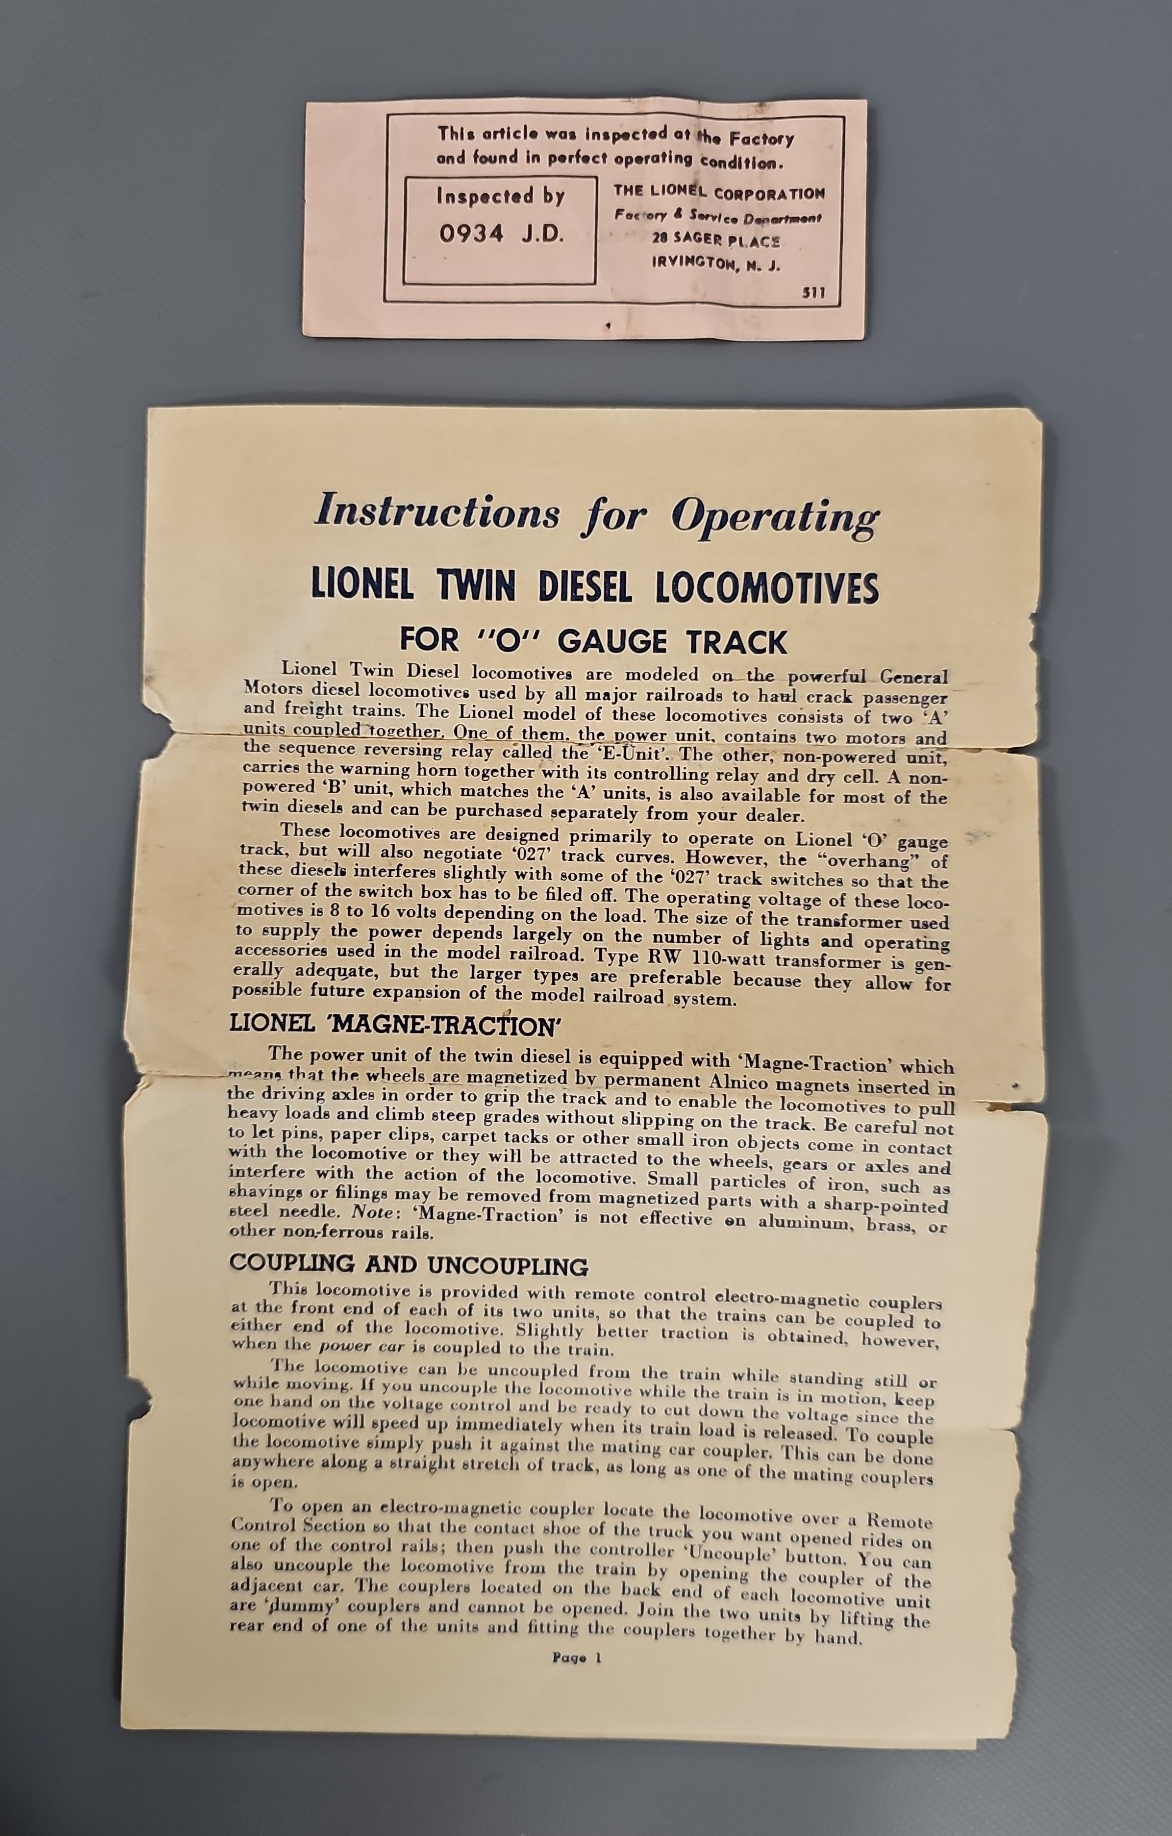 This article was inspected at the Factory
and found in perfect operating condition.
Inspected by
0934 J.D.
THE LIONEL CORPORATION
Factory & Service Department
28 SAGER PLACE
IRVINGTON, N. J.
511
Instructions for Operating
LIONEL TWIN DIESEL LOCOMOTIVES
FOR "O" GAUGE TRACK
Lionel Twin Diesel locomotives are modeled on the powerful General
Motors diesel locomotives used by all major railroads to haul crack passenger
and freight trains. The Lionel model of these locomotives consists of two 'A'
units coupled together. One of them, the power unit, contains two motors and
the sequence reversing relay called the 'E-Unit'. The other, non-powered unit,
carries the warning horn together with its controlling relay and dry cell. A non-
powered 'B' unit, which matches the 'A' units, is also available for most of the
twin diesels and can be purchased separately from your dealer.
These locomotives are designed primarily to operate on Lionel 'O' gauge
track, but will also negotiate '027' track curves. However, the "overhang" of
these diesels interferes slightly with some of the '027' track switches so that the
corner of the switch box has to be filed off. The operating voltage of these loco-
motives is 8 to 16 volts depending on the load. The size of the transformer used
to supply the power depends largely on the number of lights and operating
accessories used in the model railroad. Type RW 110-watt transformer is gen-
erally adequate, but the larger types are preferable because they allow for
possible future expansion of the model railroad system.
LIONEL 'MAGNE-TRACTION'
The power unit of the twin diesel is equipped with 'Magne-Traction' which
means that the wheels are magnetized by permanent Alnico magnets inserted in
the driving axles in order to grip the track and to enable the locomotives to pull
heavy loads and climb steep grades without slipping on the track. Be careful not
to let pins, paper clips, carpet tacks or other small iron objects come in contact
with the locomotive or they will be attracted to the wheels, gears or axles and
interfere with the action of the locomotive. Small particles of iron, such as
shavings or filings may be removed from magnetized parts with a sharp-pointed
steel needle. Note: 'Magne-Traction' is not effective on aluminum, brass, or
other non-ferrous rails.
COUPLING AND UNCOUPLING
This locomotive is provided with remote control electro-magnetic couplers
at the front end of each of its two units, so that the trains can be coupled to
either end of the locomotive. Slightly better traction is obtained, however,
when the power car is coupled to the train.
The locomotive can be uncoupled from the train while standing still or
while moving. If you uncouple the locomotive while the train is in motion, keep
one hand on the voltage control and be ready to cut down the voltage since the
locomotive will speed up immediately when its train load is released. To couple
the locomotive simply push it against the mating car coupler. This can be done
anywhere along a straight stretch of track, as long as one of the mating couplers
is open.
To open an electro-magnetic coupler locate the locomotive over a Remote
Control Section so that the contact shoe of the truck you want opened rides on
one of the control rails; then push the controller 'Uncouple' button. You can
also uncouple the locomotive from the train by opening the coupler of the
adjacent car. The couplers located on the back end of each locomotive unit
are 'dummy' couplers and cannot be opened. Join the two units by lifting the
rear end of one of the units and fitting the couplers together by hand.
Page 1